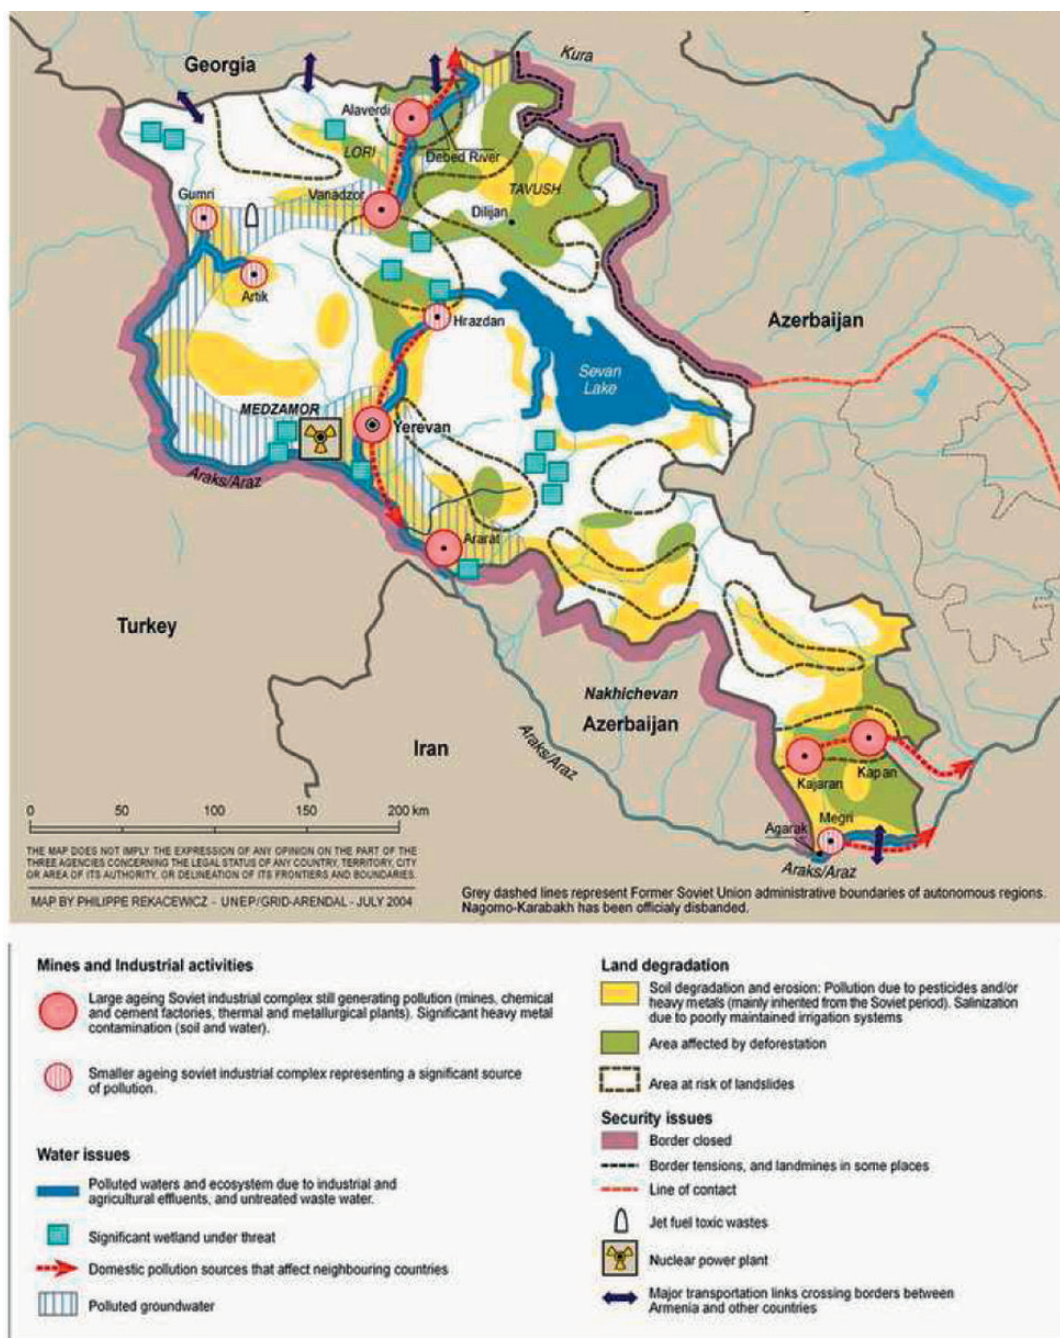 Georgia
Kura
Alaverdi
LORI
Debed River
Gumri
Vanadzor
TAVUSH
Dilijan
Artik
Hrazdan
Azerbaijan
Sevan
Lake
MEDZAMOR
Yerevan
Araks/Araz
Ararat
Turkey
Nakhichevan
Azerbaijan
Iran
Araks/Araz
Kapan
Kajaran
Megri
Agarak
Araks/Araz
0 50 100 150 200 km
THE MAP DOES NOT IMPLY THE EXPRESSION OF ANY OPINION ON THE PART OF THE
THREE AGENCIES CONCERNING THE LEGAL STATUS OF ANY COUNTRY, TERRITORY, CITY
OR AREA OF ITS AUTHORITY, OR DELINEATION OF ITS FRONTIERS AND BOUNDARIES.
MAP BY PHILIPPE REKACEWICZ - UNEP/GRID-ARENDAL - JULY 2004
Grey dashed lines represent Former Soviet Union administrative boundaries of autonomous regions.
Nagorno-Karabakh has been officialy disbanded.
Mines and Industrial activities
Large ageing Soviet industrial complex still generating pollution (mines, chemical
and cement factories, thermal and metallurgical plants). Significant heavy metal
contamination (soil and water).
Smaller ageing soviet industrial complex representing a significant source
of pollution.
Water issues
Polluted waters and ecosystem due to industrial and
agricultural effluents, and untreated waste water.
Significant wetland under threat
Domestic pollution sources that affect neighbouring countries
Polluted groundwater
Land degradation
Soil degradation and erosion: Pollution due to pesticides and/or
heavy metals (mainly inherited from the Soviet period). Salinization
due to poorly maintained irrigation systems
Area affected by deforestation
Area at risk of landslides
Security issues
Border closed
Border tensions, and landmines in some places
Line of contact
Jet fuel toxic wastes
Nuclear power plant
Major transportation links crossing borders between
Armenia and other countries